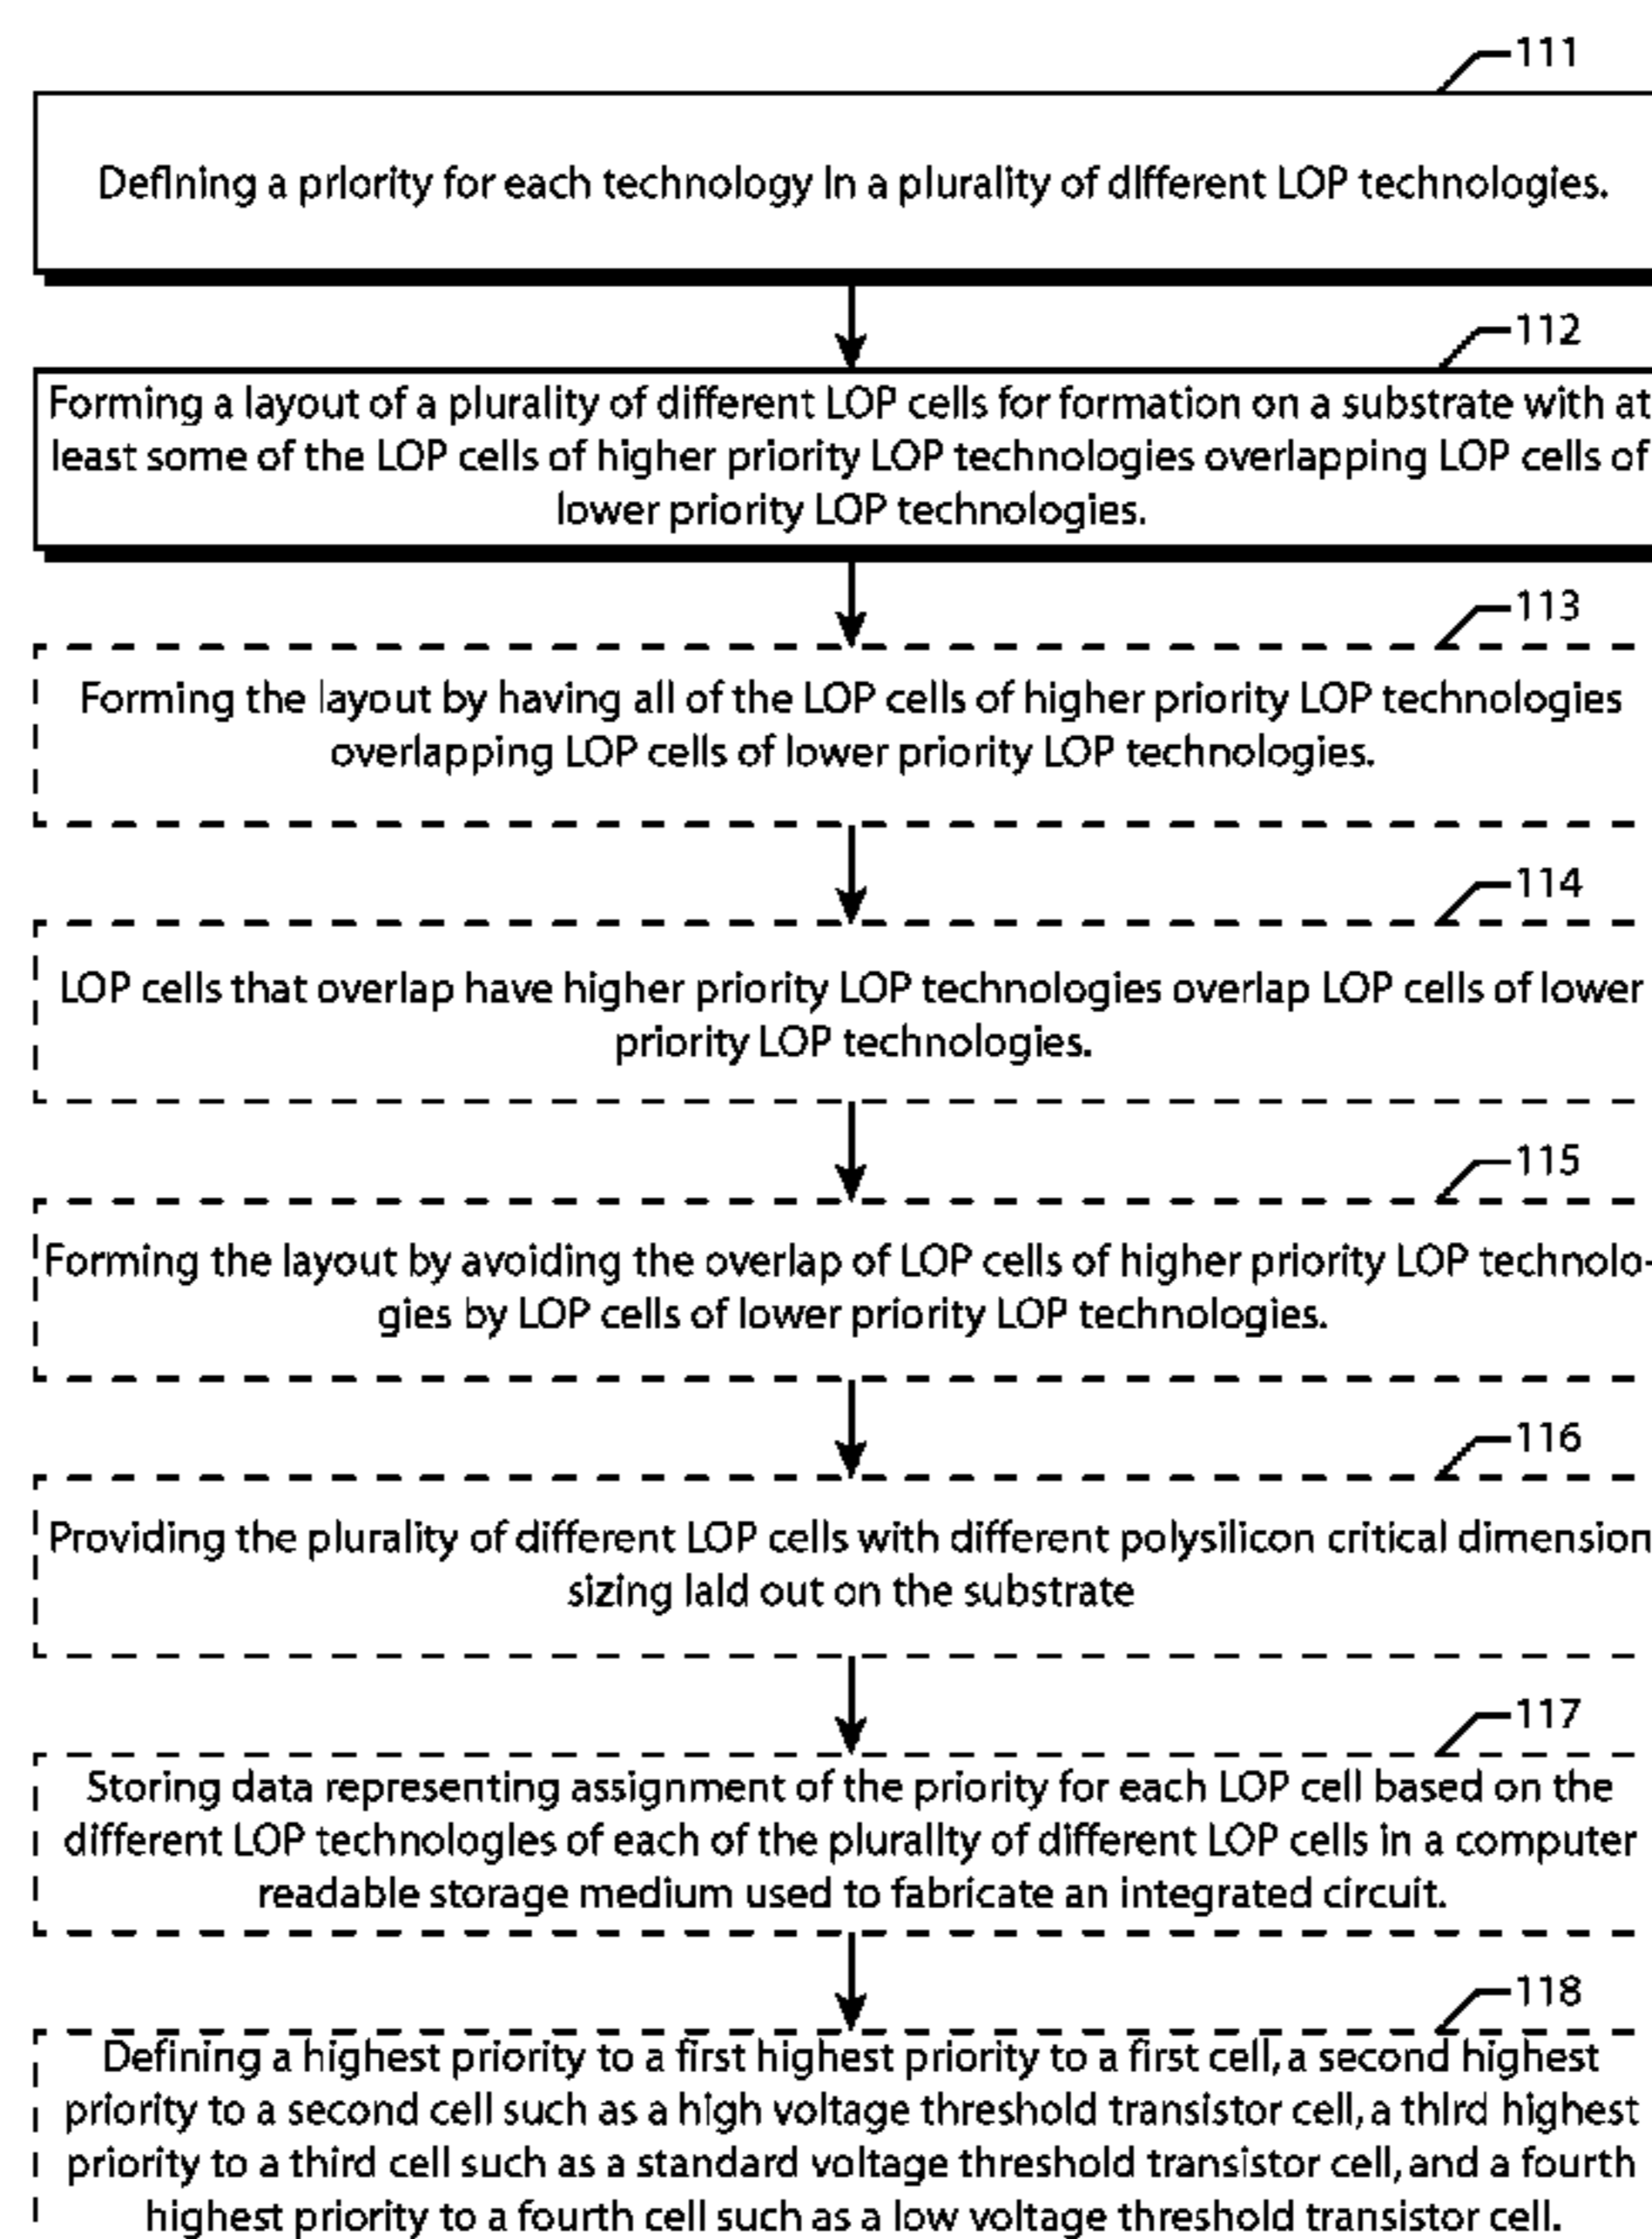 111
Defining a priority for each technology in a plurality of different LOP technologies.
112
Forming a layout of a plurality of different LOP cells for formation on a substrate with at
least some of the LOP cells of higher priority LOP technologies overlapping LOP cells of
lower priority LOP technologies.
113
Forming the layout by having all of the LOP cells of higher priority LOP technologies
overlapping LOP cells of lower priority LOP technologies.
114
LOP cells that overlap have higher priority LOP technologies overlap LOP cells of lower
priority LOP technologies.
115
Forming the layout by avoiding the overlap of LOP cells of higher priority LOP technolo-
gies by LOP cells of lower priority LOP technologies.
116
Providing the plurality of different LOP cells with different polysilicon critical dimension
sizing laid out on the substrate
117
Storing data representing assignment of the priority for each LOP cell based on the
different LOP technologies of each of the plurality of different LOP cells in a computer
readable storage medium used to fabricate an integrated circuit.
118
Defining a highest priority to a first highest priority to a first cell, a second highest
priority to a second cell such as a high voltage threshold transistor cell, a third highest
priority to a third cell such as a standard voltage threshold transistor cell, and a fourth
highest priority to a fourth cell such as a low voltage threshold transistor cell.